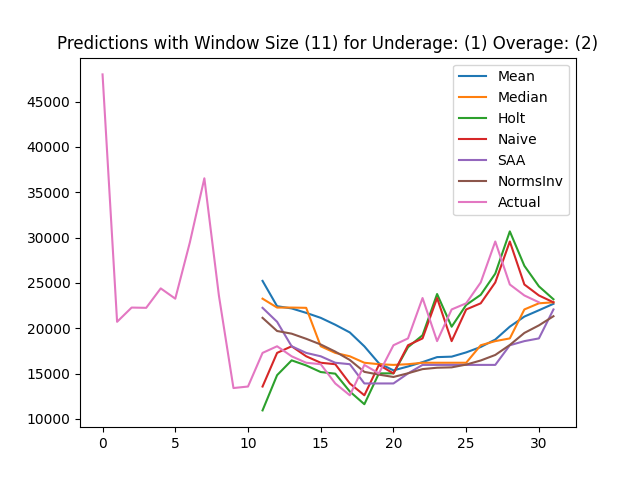 Predictions with Window Size (11) for Underage: (1) Overage: (2)
Mean
Median
Holt
Naive
SAA
NormsInv
Actual
45000
40000
35000
30000
25000
20000
15000
10000
0 5 10 15 20 25 30